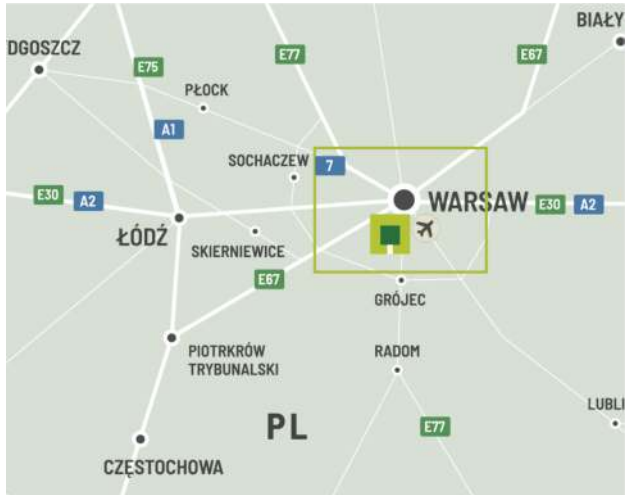 BIAŁY
DGOSZCZ
E77
E67
E75
PŁOCK
A1
SOCHACZEW
7
E30
A2
WARSAW
E30
A2
ŁÓDŹ
SKIERNIEWICE
E67
GRÓJEC
PIOTRKRÓW
TRYBUNALSKI
RADOM
LUBLI
PL
E77
CZĘSTOCHOWA